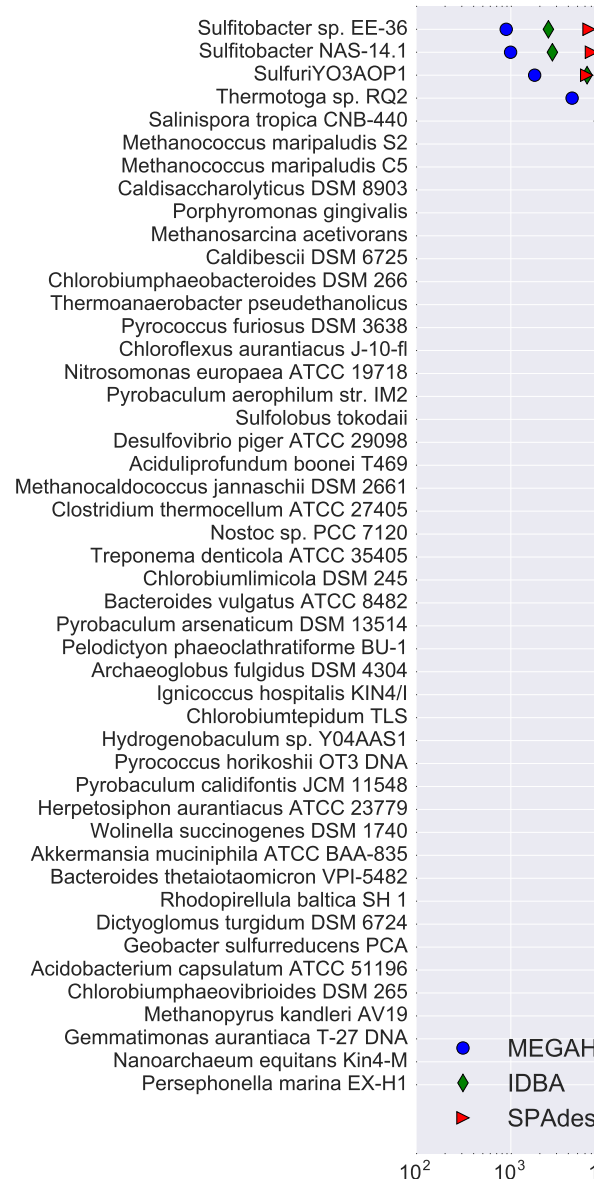 Sulfitobacter sp. EE-36
Sulfitobacter NAS-14.1
SulfuriYO3AOP1
Thermotoga sp. RQ2
Salinispora tropica CNB-440
Methanococcus maripaludis S2
Methanococcus maripaludis C5
Caldisaccharolyticus DSM 8903
Porphyromonas gingivalis
Methanosarcina acetivorans
Caldibescii DSM 6725
Chlorobiumphaeobacteroides DSM 266
Thermoanaerobacter pseudethanolicus
Pyrococcus furiosus DSM 3638
Chloroflexus aurantiacus J-10-fl
Nitrosomonas europaea ATCC 19718
Pyrobaculum aerophilum str. IM2
Sulfolobus tokodaii
Desulfovibrio piger ATCC 29098
Aciduliprofundum boonei T469
Methanocaldococcus jannaschii DSM 2661
Clostridium thermocellum ATCC 27405
Nostoc sp. PCC 7120
Treponema denticola ATCC 35405
Chlorobiumlimicola DSM 245
Bacteroides vulgatus ATCC 8482
Pyrobaculum arsenaticum DSM 13514
Pelodictyon phaeoclathratiforme BU-1
Archaeoglobus fulgidus DSM 4304
Ignicoccus hospitalis KIN4/I
Chlorobiumtepidum TLS
Hydrogenobaculum sp. Y04AAS1
Pyrococcus horikoshii OT3 DNA
Pyrobaculum calidifontis JCM 11548
Herpetosiphon aurantiacus ATCC 23779
Wolinella succinogenes DSM 1740
Akkermansia muciniphila ATCC BAA-835
Bacteroides thetaiotaomicron VPI-5482
Rhodopirellula baltica SH 1
Dictyoglomus turgidum DSM 6724
Geobacter sulfurreducens PCA
Acidobacterium capsulatum ATCC 51196
Chlorobiumphaeovibrioides DSM 265
Methanopyrus kandleri AV19
Gemmatimonas aurantiaca T-27 DNA
Nanoarchaeum equitans Kin4-M
Persephonella marina EX-H1
MEGAH
IDBA
SPAdes
10² 10³ 1